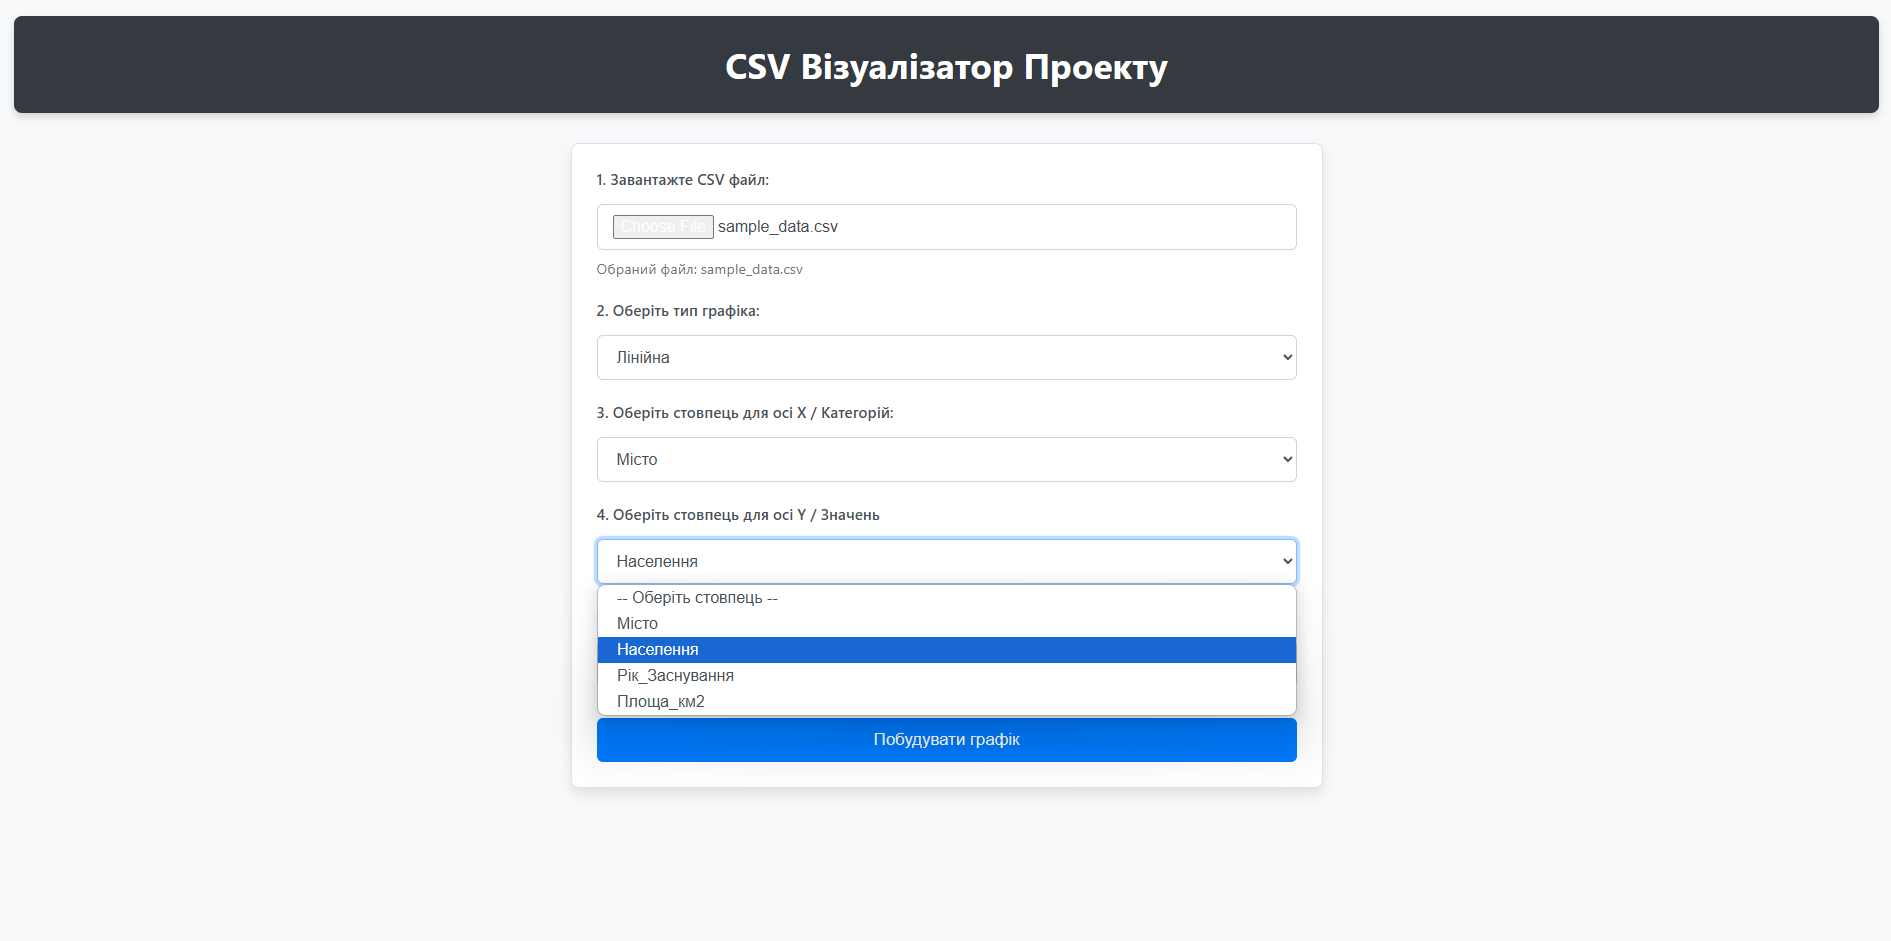 CSV Візуалізатор Проекту
1. Завантажте CSV файл:
Choose File sample_data.csv
Обраний файл: sample_data.csv
2. Оберіть тип графіка:
Лінійна
3. Оберіть стовпець для осі X / Категорій:
Місто
4. Оберіть стовпець для осі Y / Значень
Населення
-- Оберіть стовпець --
Місто
Населення
Рік_Заснування
Площа_км2
Побудувати графік